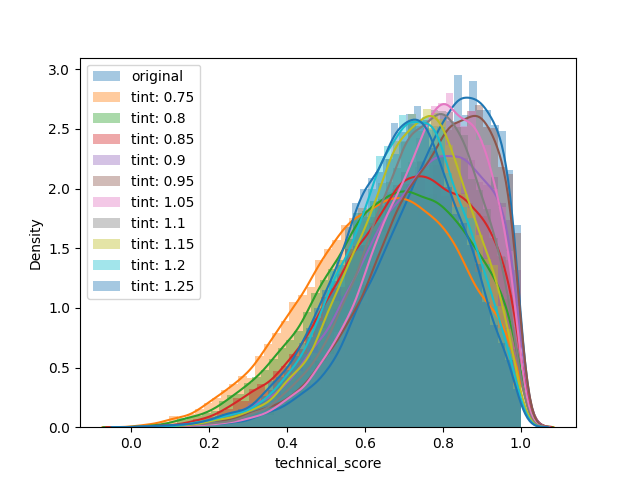 3.0
2.5
2.0
1.5
1.0
0.5
0.0
Density
original
tint: 0.75
tint: 0.8
tint: 0.85
tint: 0.9
tint: 0.95
tint: 1.05
tint: 1.1
tint: 1.15
tint: 1.2
tint: 1.25
0.0 0.2 0.4 0.6 0.8 1.0
technical_score